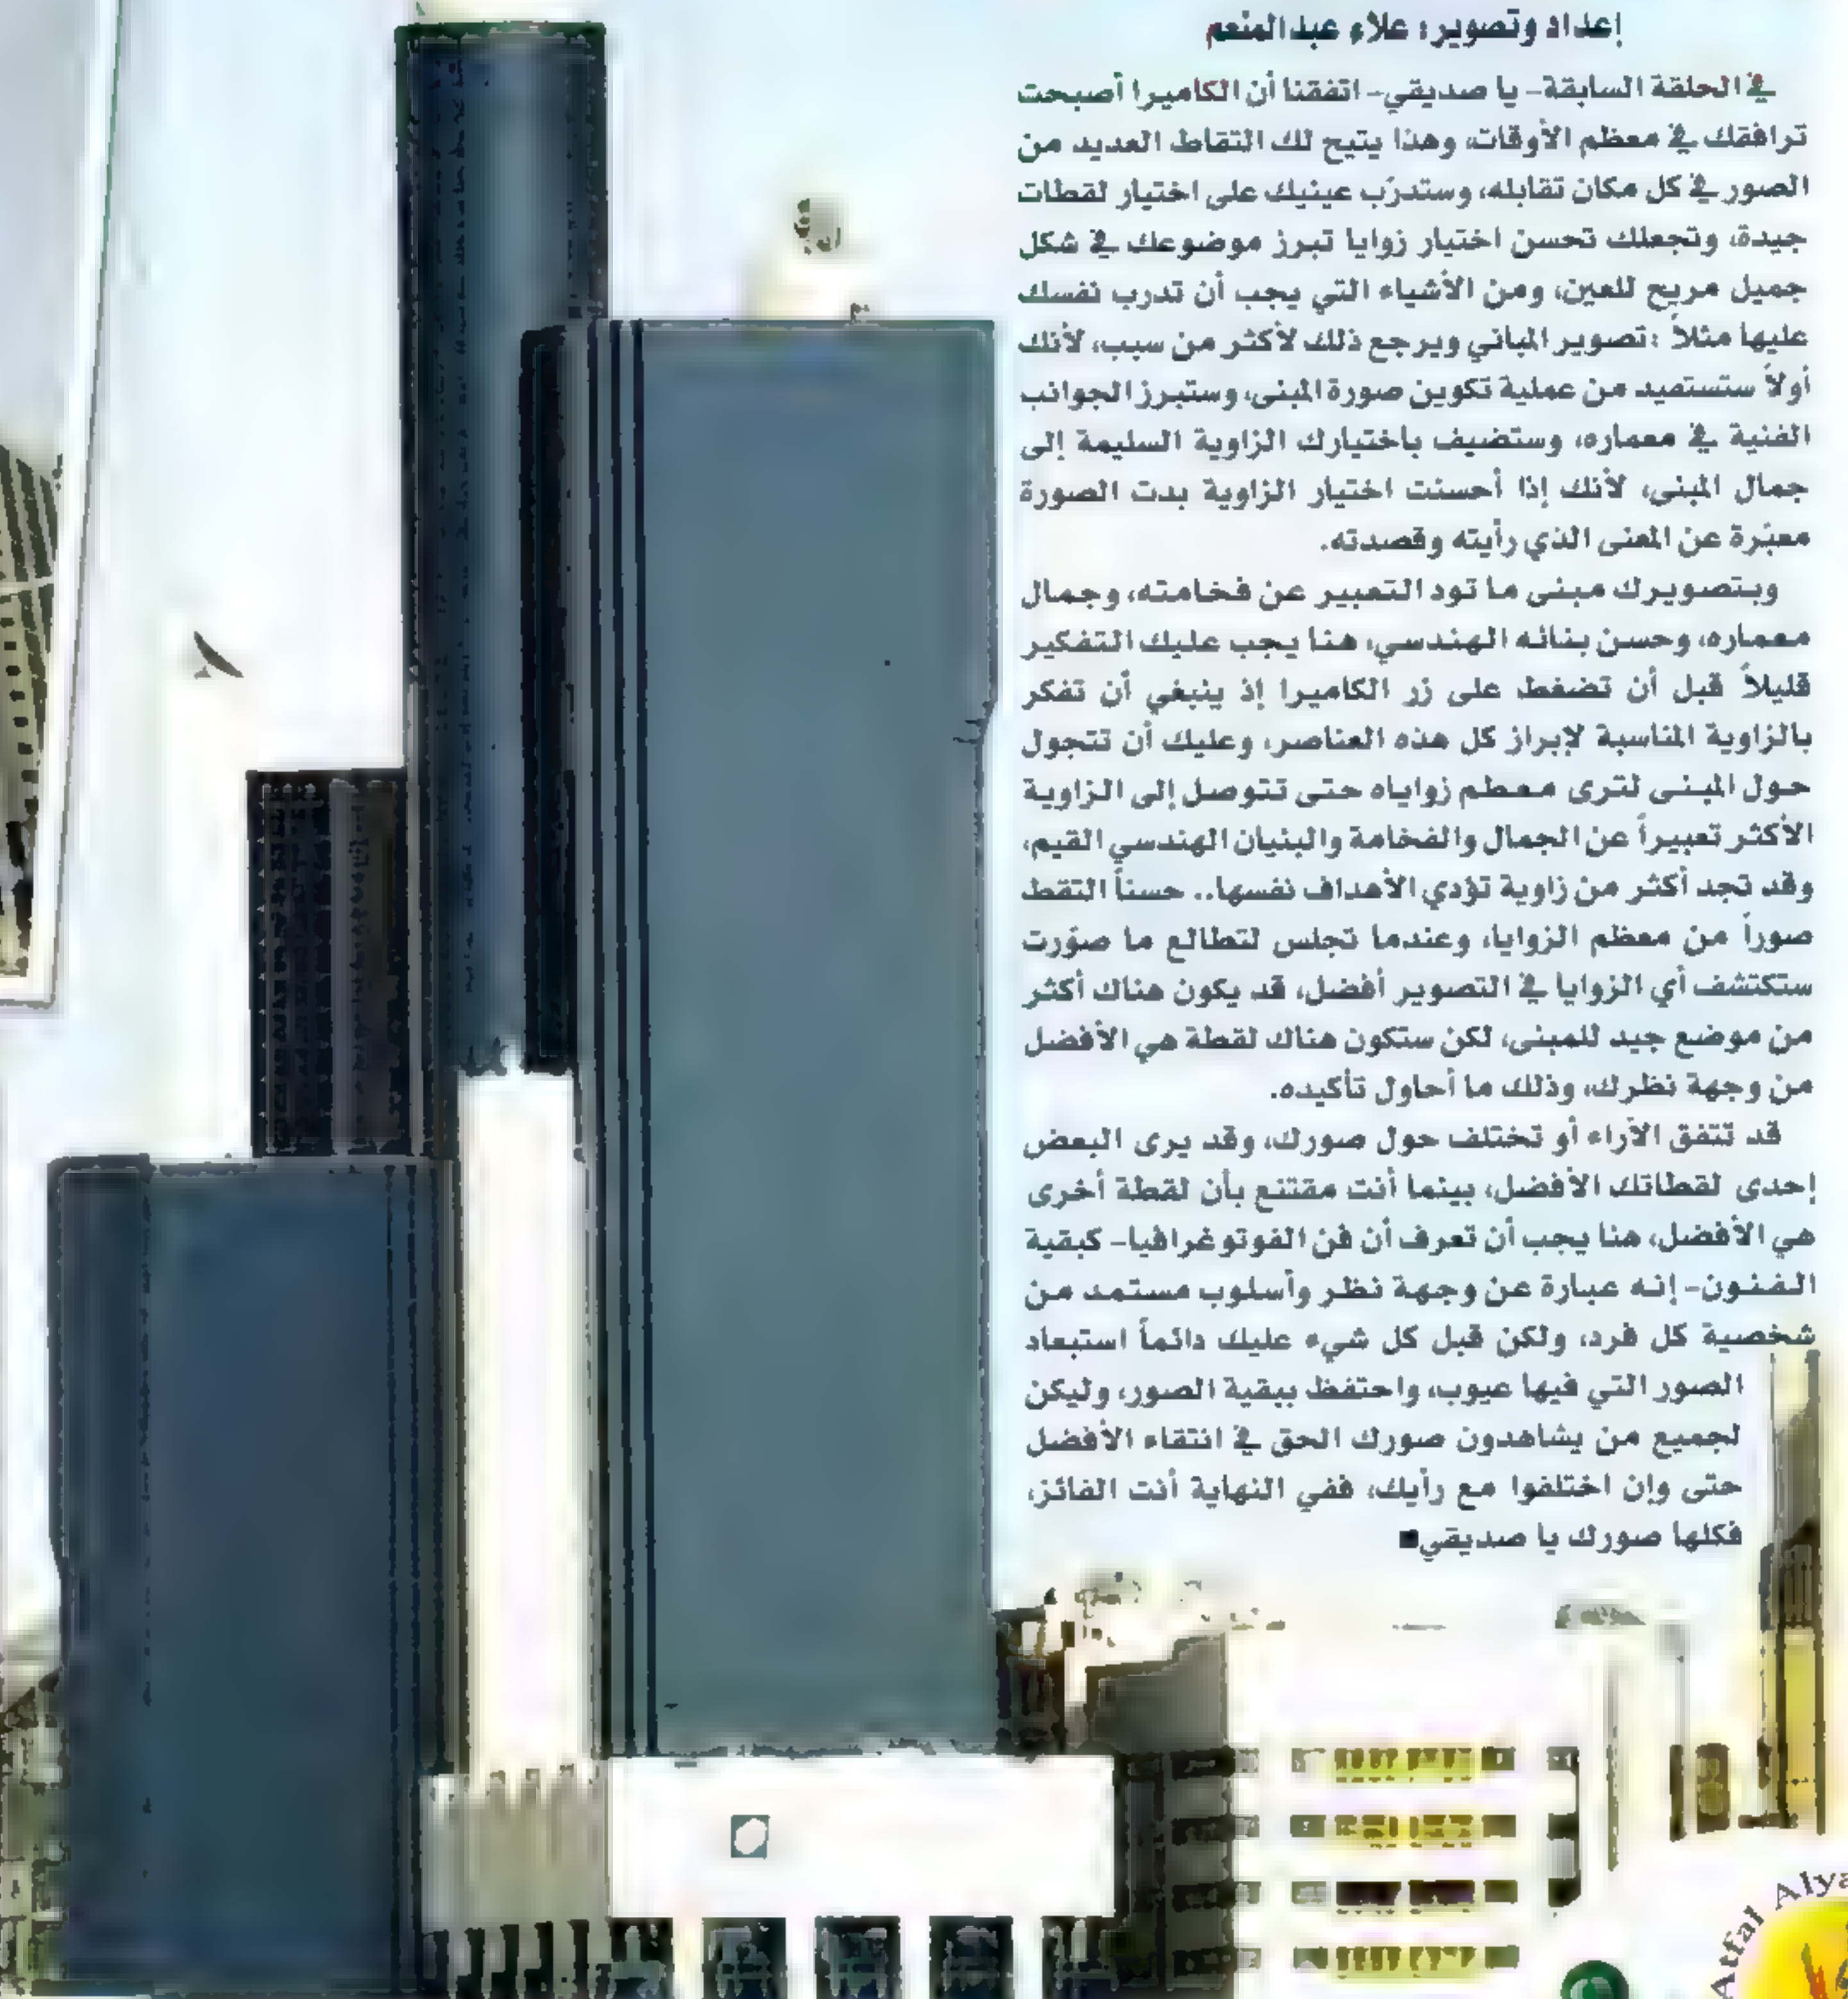 إعداد وتصوير: علاء عبدالمنعم
في الحلقة السابقة- يا صديقي- اتفقنا أن الكاميرا أصبحت
ترافقك في معظم الأوقات، وهذا يتيح لك التقاط العديد من
الصور في كل مكان تقابله، وستدرّب عينيك على اختيار لقطات
جيدة، وتجعلك تحسن اختيار زوايا تبرز موضوعك في شكل
جميل مريح للعين، ومن الأشياء التي يجب أن تدرب نفسك
عليها مثلاً :تصوير المباني ويرجع ذلك لأكثر من سبب، لأنك
أولاً ستستفيد من عملية تكوين صورة المبنى، وستبرز الجوانب
الفنية في معماره، وستضيف باختيارك الزاوية السليمة إلى
جمال المبنى، لأنك إذا أحسنت اختيار الزاوية بدت الصورة
معبّرة عن المعنى الذي رأيته وقصدته.
وبتصويرك مبنى ما تود التعبير عن فخامته، وجمال
معماره، وحسن بنائه الهندسي، هنا يجب عليك التفكير
قليلاً قبل أن تضغط على زر الكاميرا إذ ينبغي أن تفكر
بالزاوية المناسبة لإبراز كل هذه العناصر، وعليك أن تتجول
حول المبنى لترى معظم زواياه حتى تتوصل إلى الزاوية
الأكثر تعبيراً عن الجمال والفخامة والبنيان الهندسي القيم،
وقد تجد أكثر من زاوية تؤدي الأهداف نفسها.. حسناً التقط
صوراً من معظم الزوايا، وعندما تجلس لتطالع ما صوّرت
ستكتشف أي الزوايا في التصوير أفضل، قد يكون هناك أكثر
من موضع جيد للمبنى، لكن ستكون هناك لقطة هي الأفضل
من وجهة نظرك، وذلك ما أحاول تأكيده.
قد تتفق الآراء أو تختلف حول صورك، وقد يرى البعض
إحدى لقطاتك الأفضل، بينما أنت مقتنع بأن لقطة أخرى
هي الأفضل، هنا يجب أن تعرف أن فن الفوتوغرافيا- كبقية
الفنون- إنه عبارة عن وجهة نظر وأسلوب مستمد من
شخصية كل فرد، ولكن قبل كل شيء عليك دائماً استبعاد
الصور التي فيها عيوب، واحتفظ ببقية الصور، وليكن
لجميع من يشاهدون صورك الحق في انتقاء الأفضل
حتى وإن اختلفوا مع رأيك، ففي النهاية أنت الفائز،
فكلها صورك يا صديقي■
Atfal